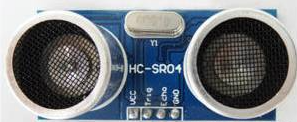 Y1
HC-SR04
Vcc
Trig
Echo
GND